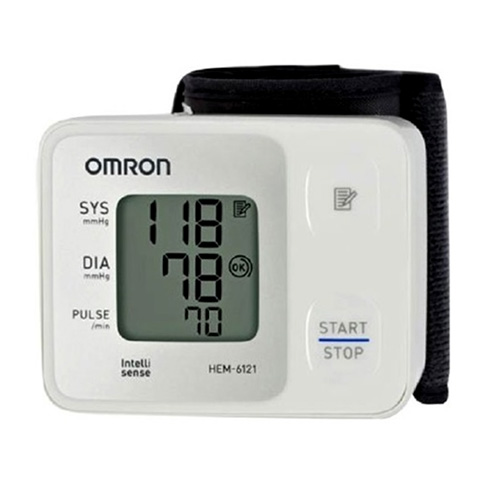 OMRON
SYS 118
mmHg
DIA 78 OK
mmHg
PULSE 70
/min
Intelli
sense
HEM-6121
START
STOP